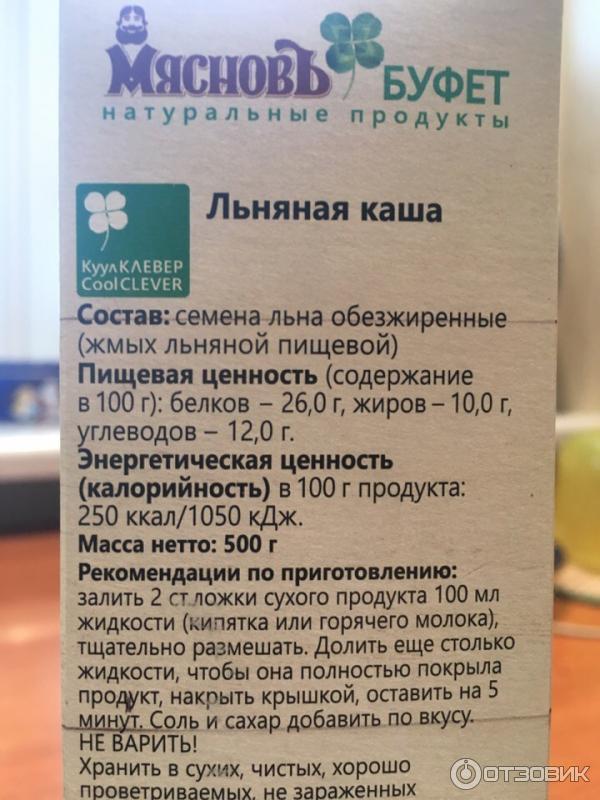 МЯСНОВЪ БУФЕТ
натуральные продукты
Льняная каша
КуулКЛЕВЕР
CoolCLEVER
Состав: семена льна обезжиренные
(жмых льняной пищевой)
Пищевая ценность (содержание
в 100 г): белков – 26,0 г, жиров – 10,0 г,
углеводов – 12,0 г.
Энергетическая ценность
(калорийность) в 100 г продукта:
250 ккал/1050 кДж.
Масса нетто: 500 г
Рекомендации по приготовлению:
залить 2 ст ложки сухого продукта 100 мл
жидкости (кипятка или горячего молока),
тщательно размешать. Долить еще столько
жидкости, чтобы она полностью покрыла
продукт, накрыть крышкой, оставить на 5
минут. Соль и сахар добавить по вкусу.
НЕ ВАРИТЬ!
Хранить в сухих, чистых, хорошо
проветриваемых, не зараженных
ОТЗОВИК